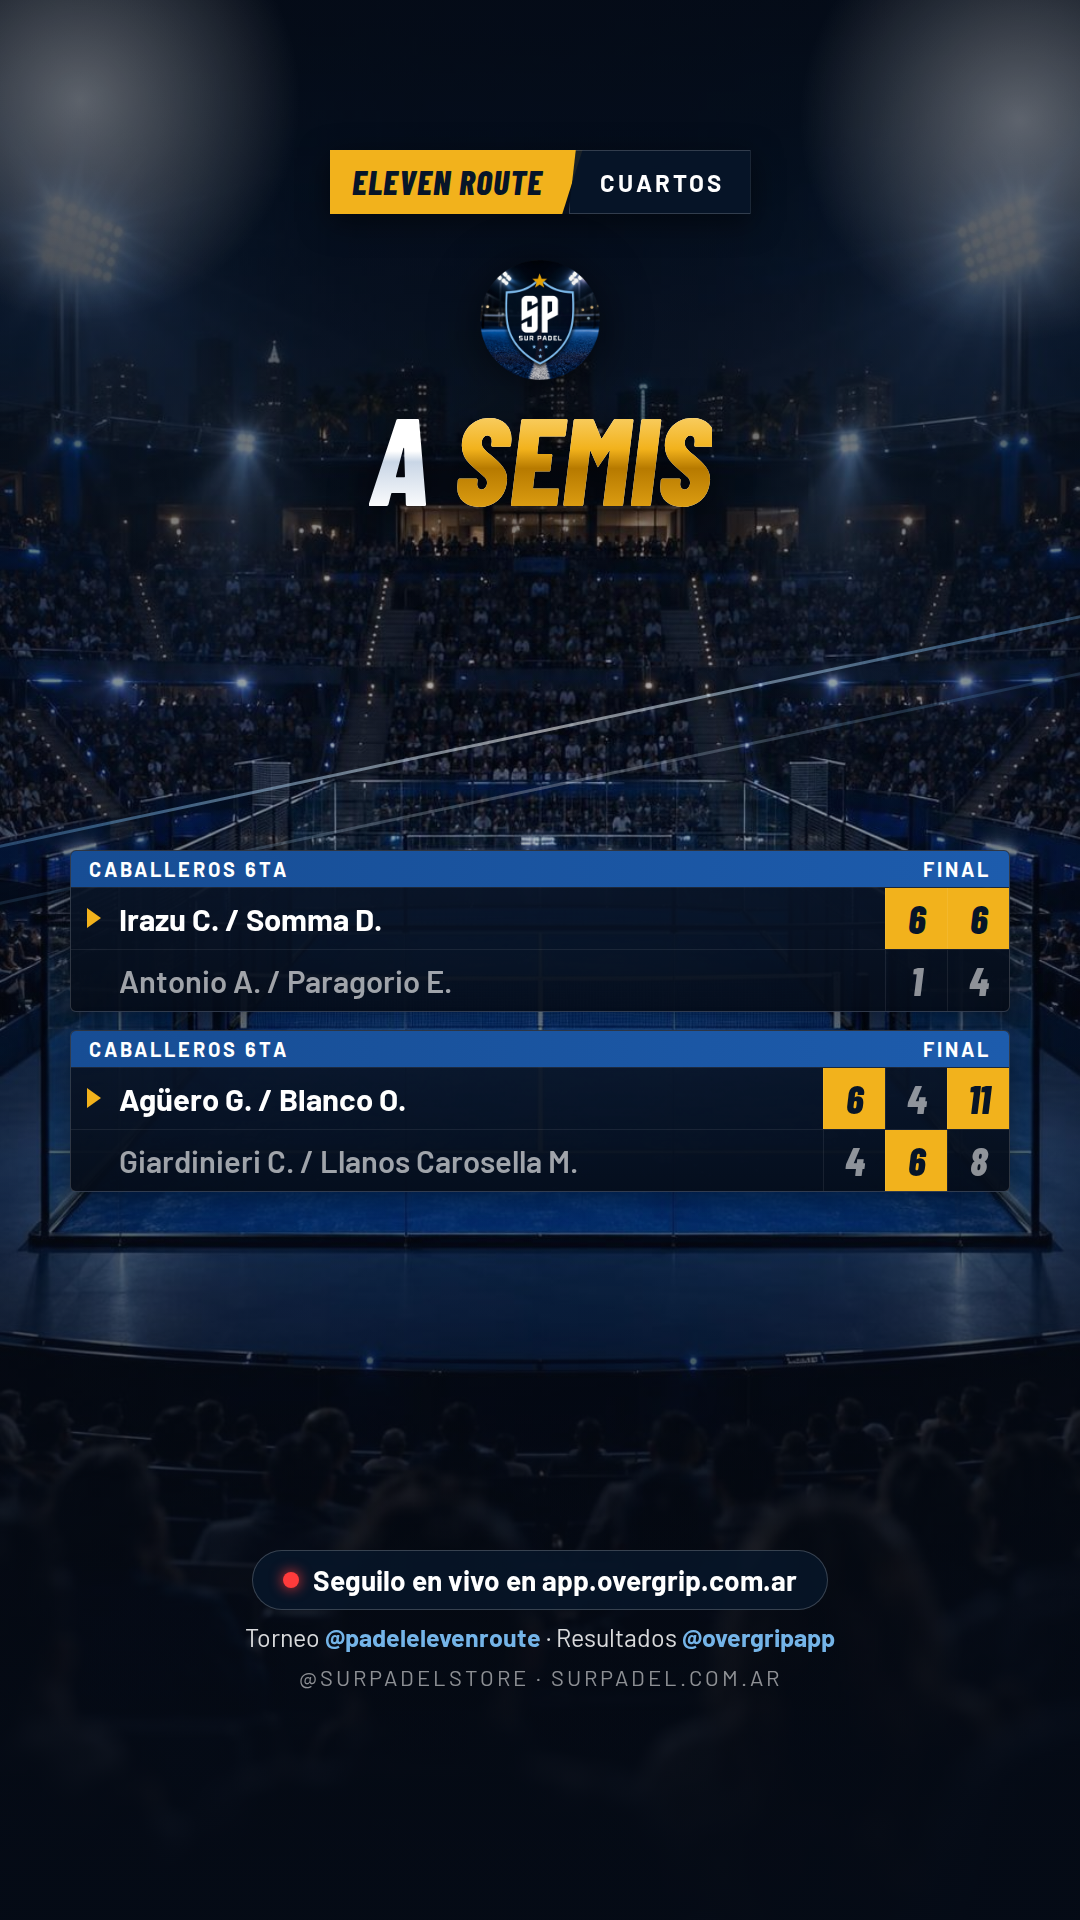 ELEVEN ROUTE CUARTOS
SP
SUR PADEL
A SEMIS
CABALLEROS 6TA FINAL
Irazu C. / Somma D. 6 6
Antonio A. / Paragorio E. 1 4
CABALLEROS 6TA FINAL
Agüero G. / Blanco O. 6 4 11
Giardinieri C. / Llanos Carosella M. 4 6 8
Seguilo en vivo en app.overgrip.com.ar
Torneo @padelelevenroute · Resultados @overgripapp
@SURPADELSTORE · SURPADEL.COM.AR